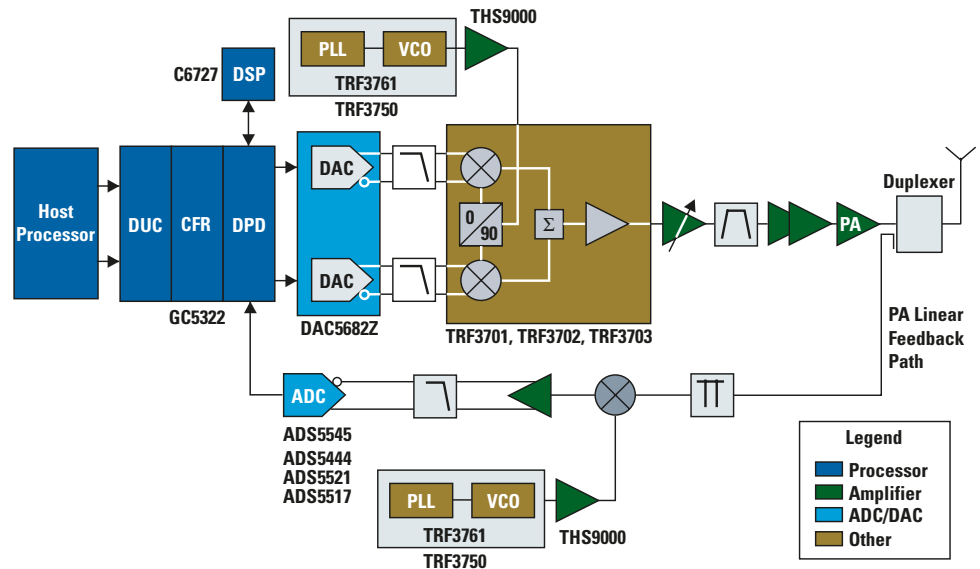 THS9000
PLL
VCO
TRF3761
TRF3750
C6727
DSP
Host
Processor
DUC
CFR
DPD
GC5322
DAC
DAC
DAC5682Z
0
90
Σ
TRF3701, TRF3702, TRF3703
PA
Duplexer
PA Linear
Feedback
Path
ADC
ADS5545
ADS5444
ADS5521
ADS5517
PLL
VCO
TRF3761
TRF3750
THS9000
Legend
Processor
Amplifier
ADC/DAC
Other